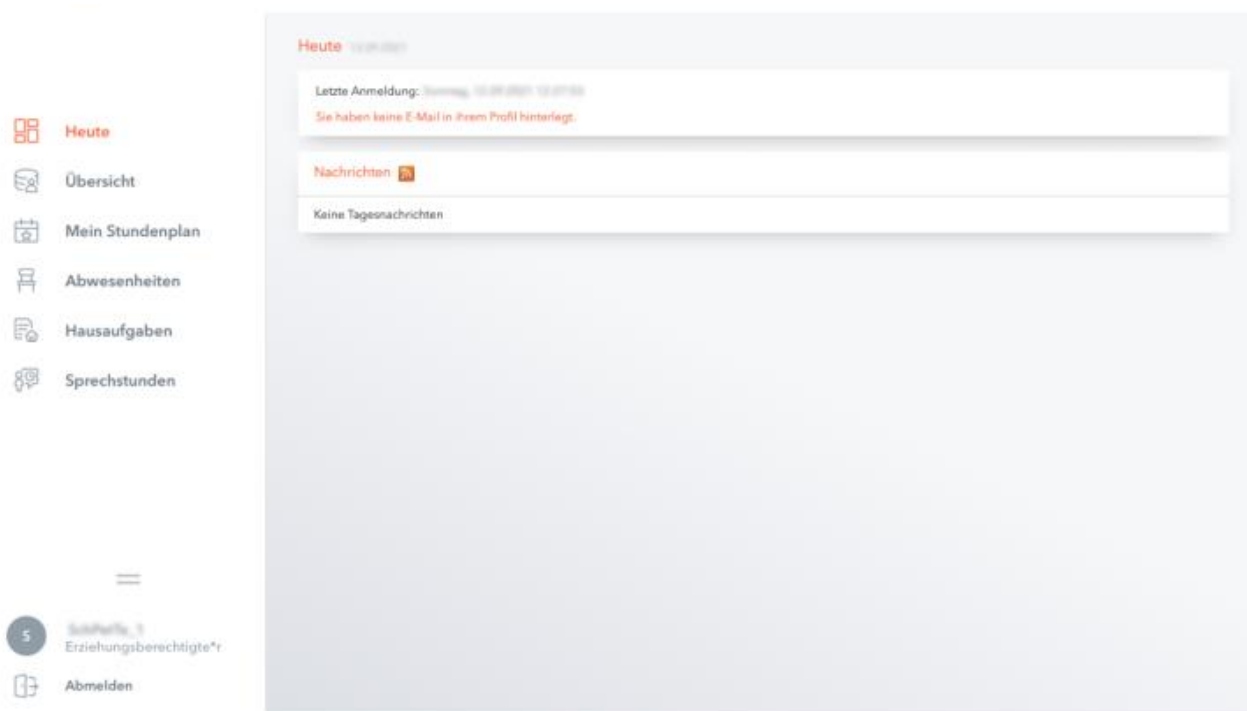 Heute
Letzte Anmeldung:
Sie haben keine E-Mail in ihrem Profil hinterlegt.
Nachrichten
Keine Tagesnachrichten
Heute
Übersicht
Mein Stundenplan
Abwesenheiten
Hausaufgaben
Sprechstunden
S
Erziehungsberechtigte*r
Abmelden